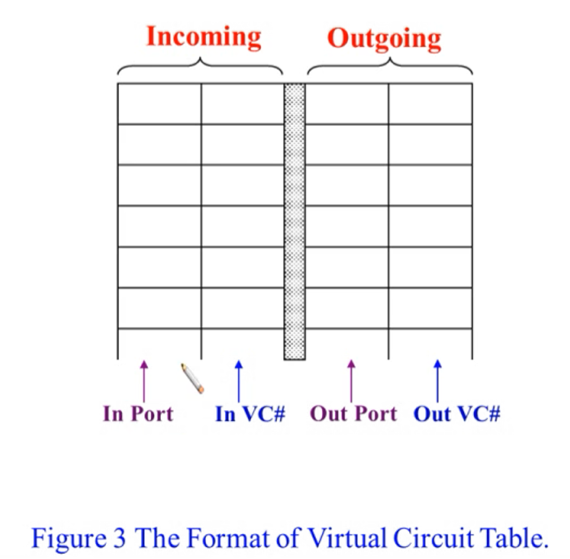 Incoming Outgoing
In Port In VC# Out Port Out VC#
Figure 3 The Format of Virtual Circuit Table.